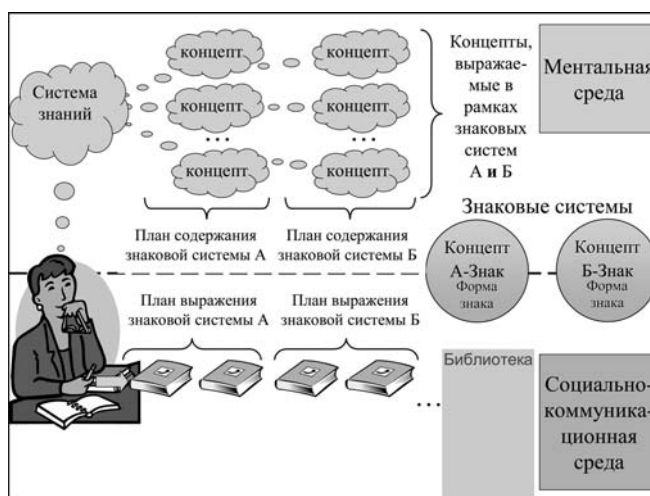 Система
знаний
концепт
концепт
концепт
концепт
...
...
концепт
концепт
Концепты,
выражае-
мые в
рамках
знаковых
систем
А и Б
Ментальная
среда
План содержания
знаковой системы А
План содержания
знаковой системы Б
Знаковые системы
Концепт
А-Знак
Форма
знака
Концепт
Б-Знак
Форма
знака
План выражения
знаковой системы А
План выражения
знаковой системы Б
...
Библиотека
Социально-
коммуника-
ционная
среда